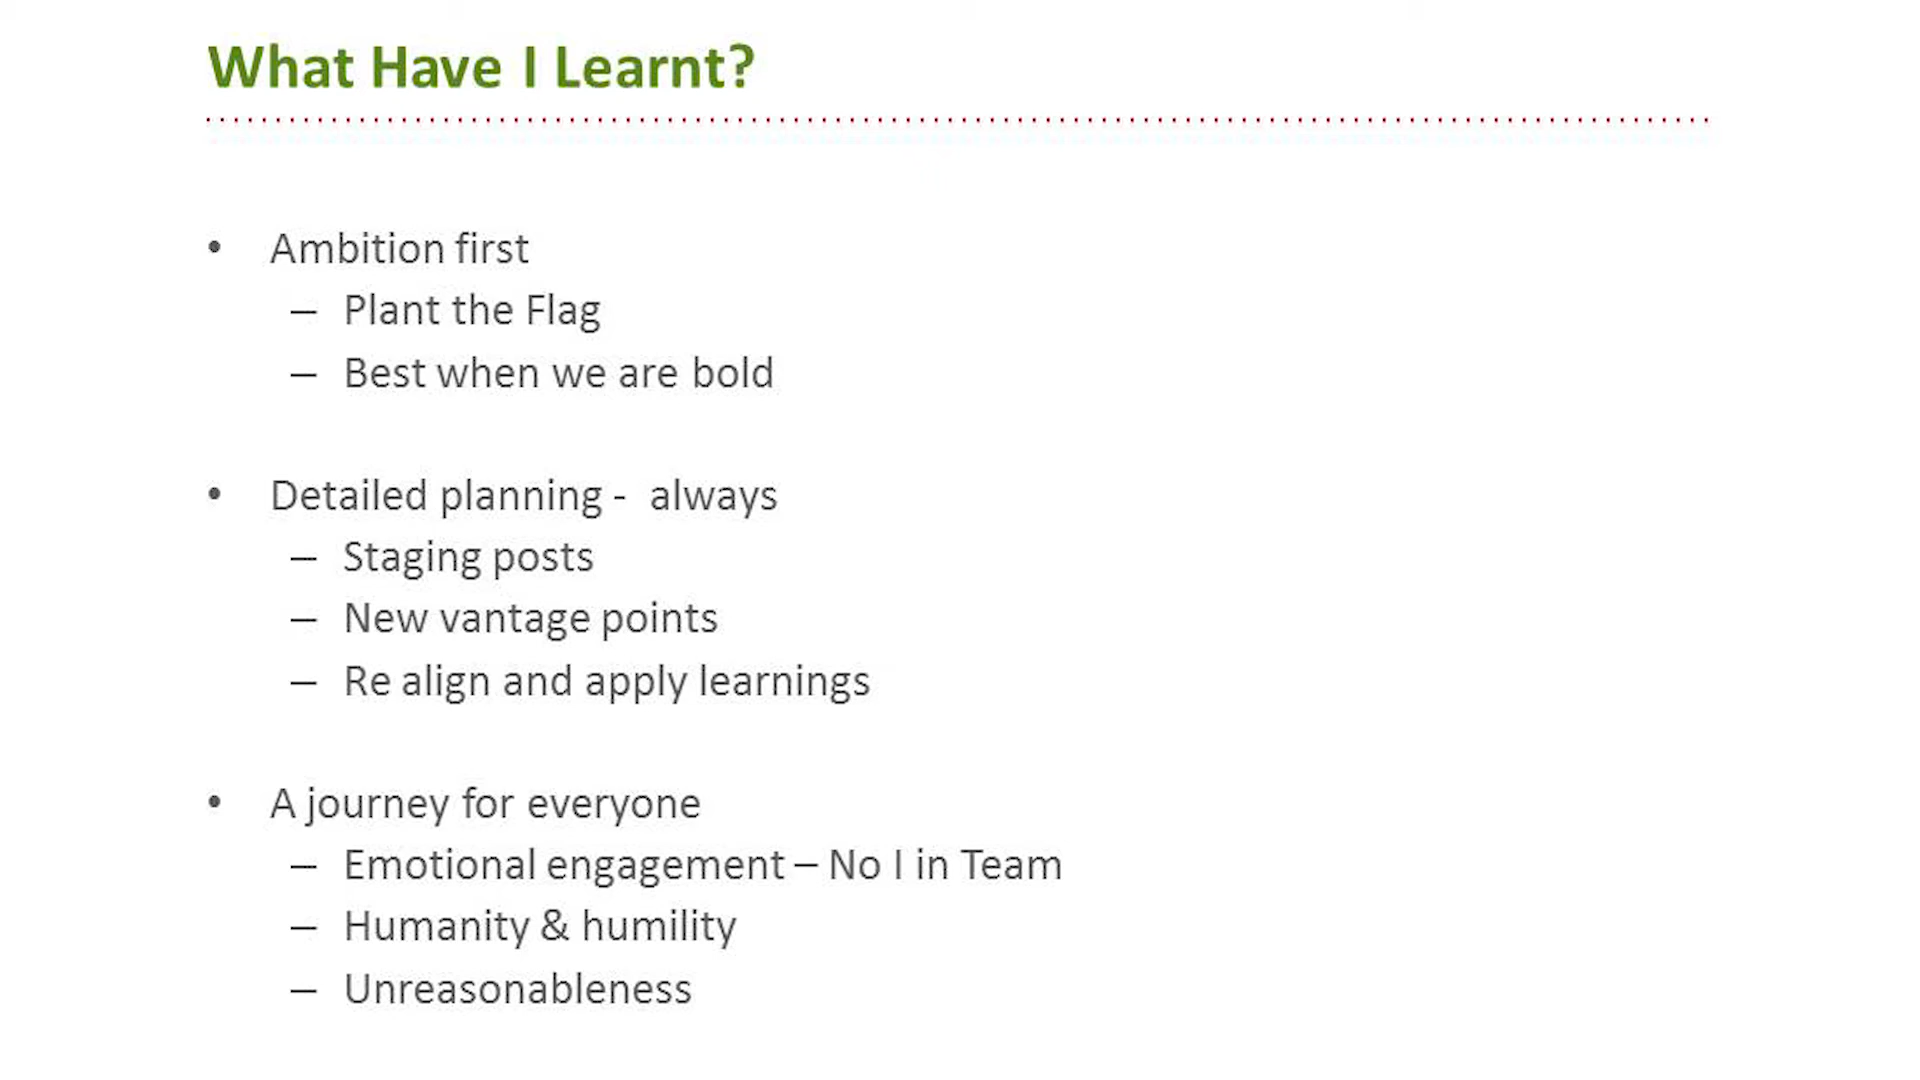 What Have I Learnt?
• Ambition first
– Plant the Flag
– Best when we are bold
• Detailed planning -  always
– Staging posts
– New vantage points
– Re align and apply learnings
• A journey for everyone
– Emotional engagement – No I in Team
– Humanity & humility
– Unreasonableness